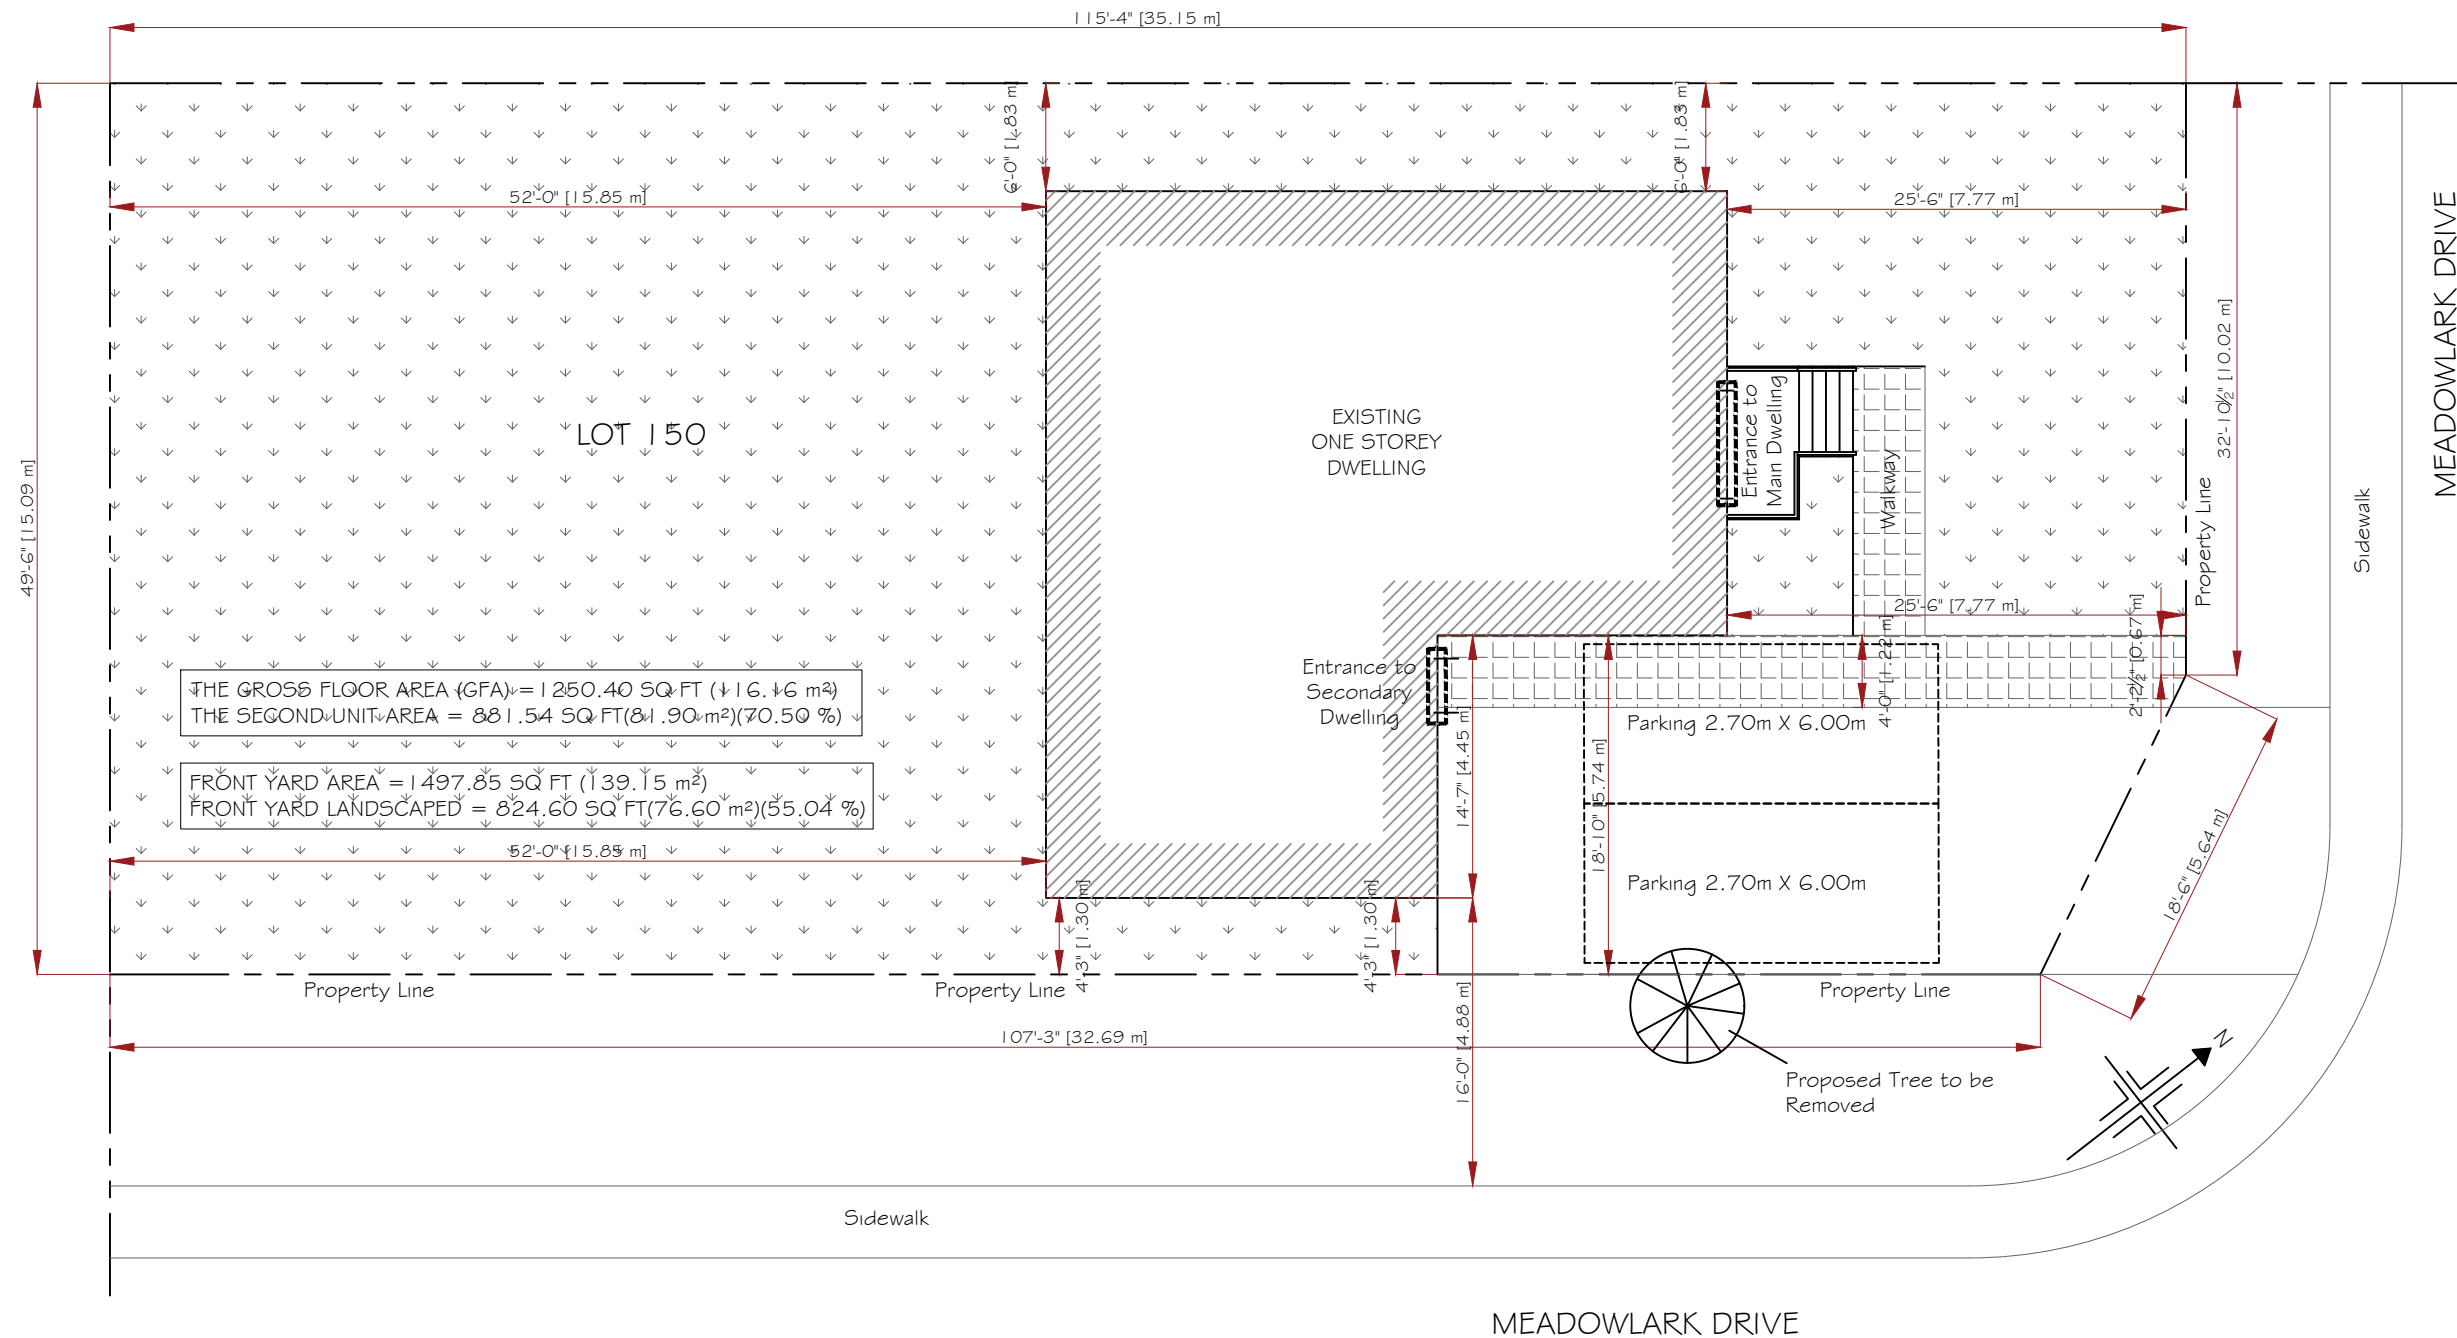 115'-4" [35.15 m]
6'-0" [1.83 m]
6'-0" [1.83 m]
52'-0" [15.85 m]
25'-6" [7.77 m]
MEADOWLARK DRIVE
32'-10½" [10.02 m]
49'-6" [15.09 m]
LOT 150
EXISTING
ONE STOREY
DWELLING
Entrance to
Main Dwelling
Walkway
Property Line
Sidewalk
25'-6" [7.77 m]
2'-2½" [0.67 m]
4'-0" [1.22 m]
Entrance to
Secondary
Dwelling
THE GROSS FLOOR AREA (GFA) = 1250.40 SQ FT (116.16 m²)
THE SECOND UNIT AREA = 881.54 SQ FT(81.90 m²)(70.50 %)
FRONT YARD AREA = 1497.85 SQ FT (139.15 m²)
FRONT YARD LANDSCAPED = 824.60 SQ FT(76.60 m²)(55.04 %)
Parking 2.70m X 6.00m
14'-7" [4.45 m]
18'-10" [5.74 m]
Parking 2.70m X 6.00m
18'-6" [5.64 m]
52'-0" [15.85 m]
4'-3" [1.30 m]
4'-3" [1.30 m]
Property Line
Property Line
Property Line
107'-3" [32.69 m]
16'-0" [4.88 m]
N
Proposed Tree to be
Removed
Sidewalk
MEADOWLARK DRIVE